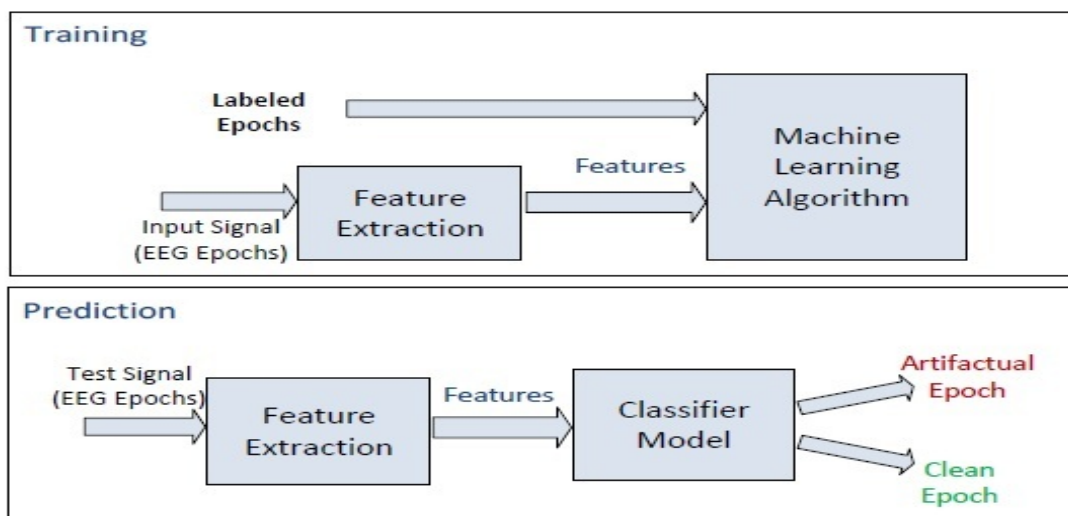 Training
Labeled
Epochs
Machine
Learning
Algorithm
Features
Feature
Extraction
Input Signal
(EEG Epochs)
Prediction
Test Signal
(EEG Epochs)
Feature
Extraction
Features
Classifier
Model
Artifactual
Epoch
Clean
Epoch